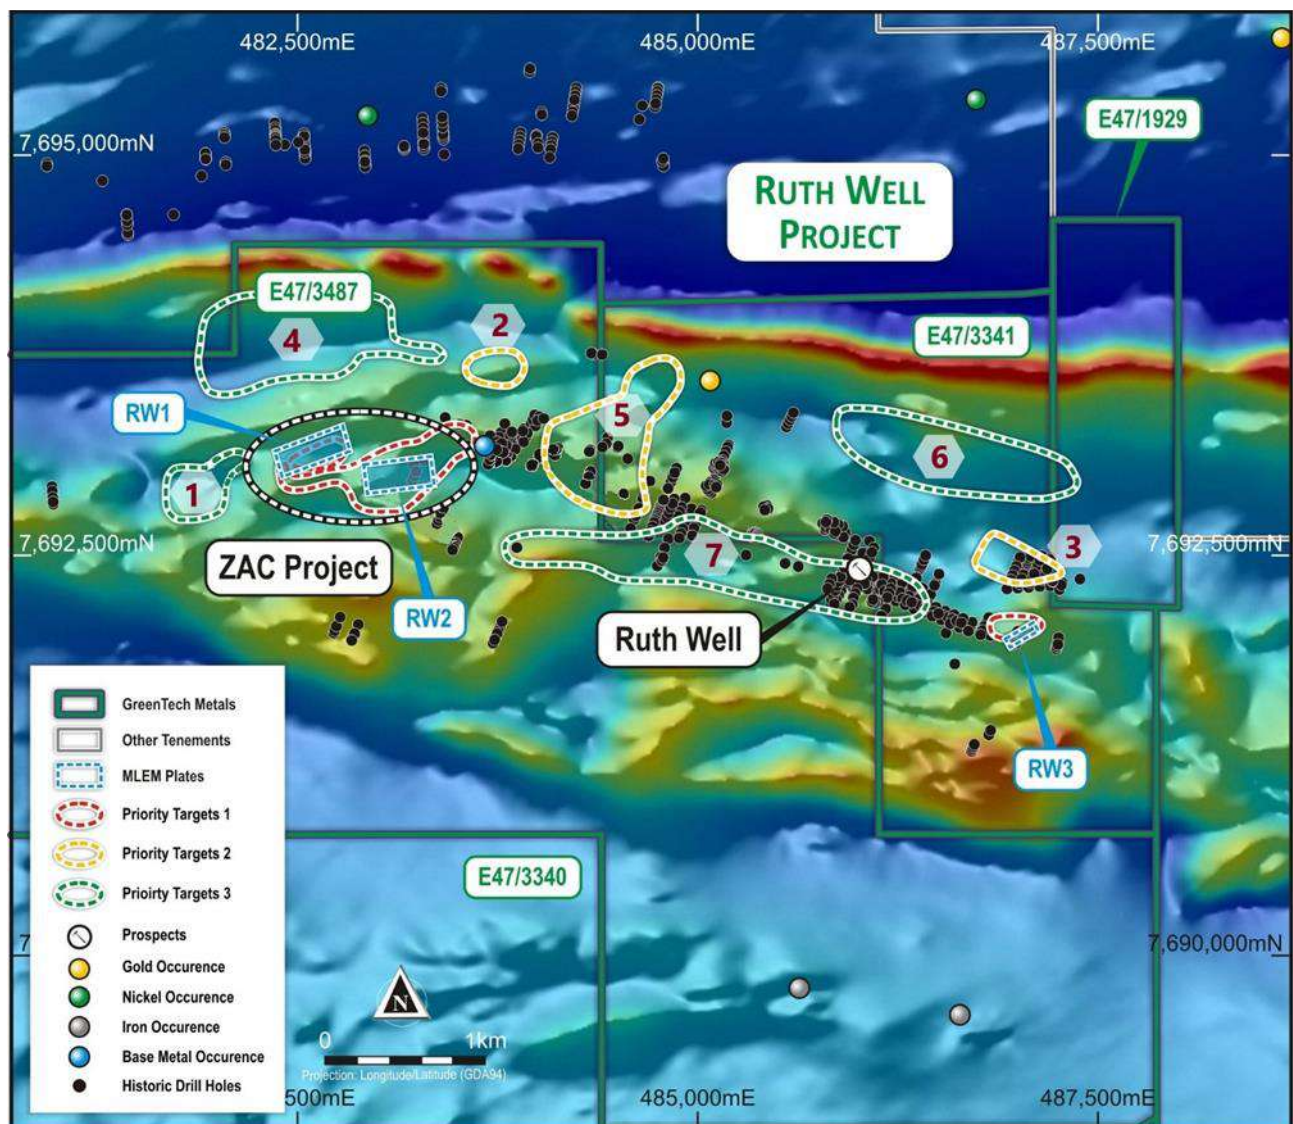 482,500mE
485,000mE
487,500mE
E47/1929
7,695,000mN
RUTH WELL
PROJECT
E47/3487
2
4
E47/3341
RW1
5
6
1
7,692,500mN
7,692,500mN
3
7
ZAC Project
RW2
Ruth Well
RW3
GreenTech Metals
Other Tenements
MLEM Plates
Priority Targets 1
Priority Targets 2
Prioirty Targets 3
Prospects
Gold Occurence
Nickel Occurence
Iron Occurence
Base Metal Occurence
Historic Drill Holes
E47/3340
7
7,690,000mN
N
0
1km
Projection: Longitude/Latitude (GDA94)
500mE
485,000mE
487,500mE